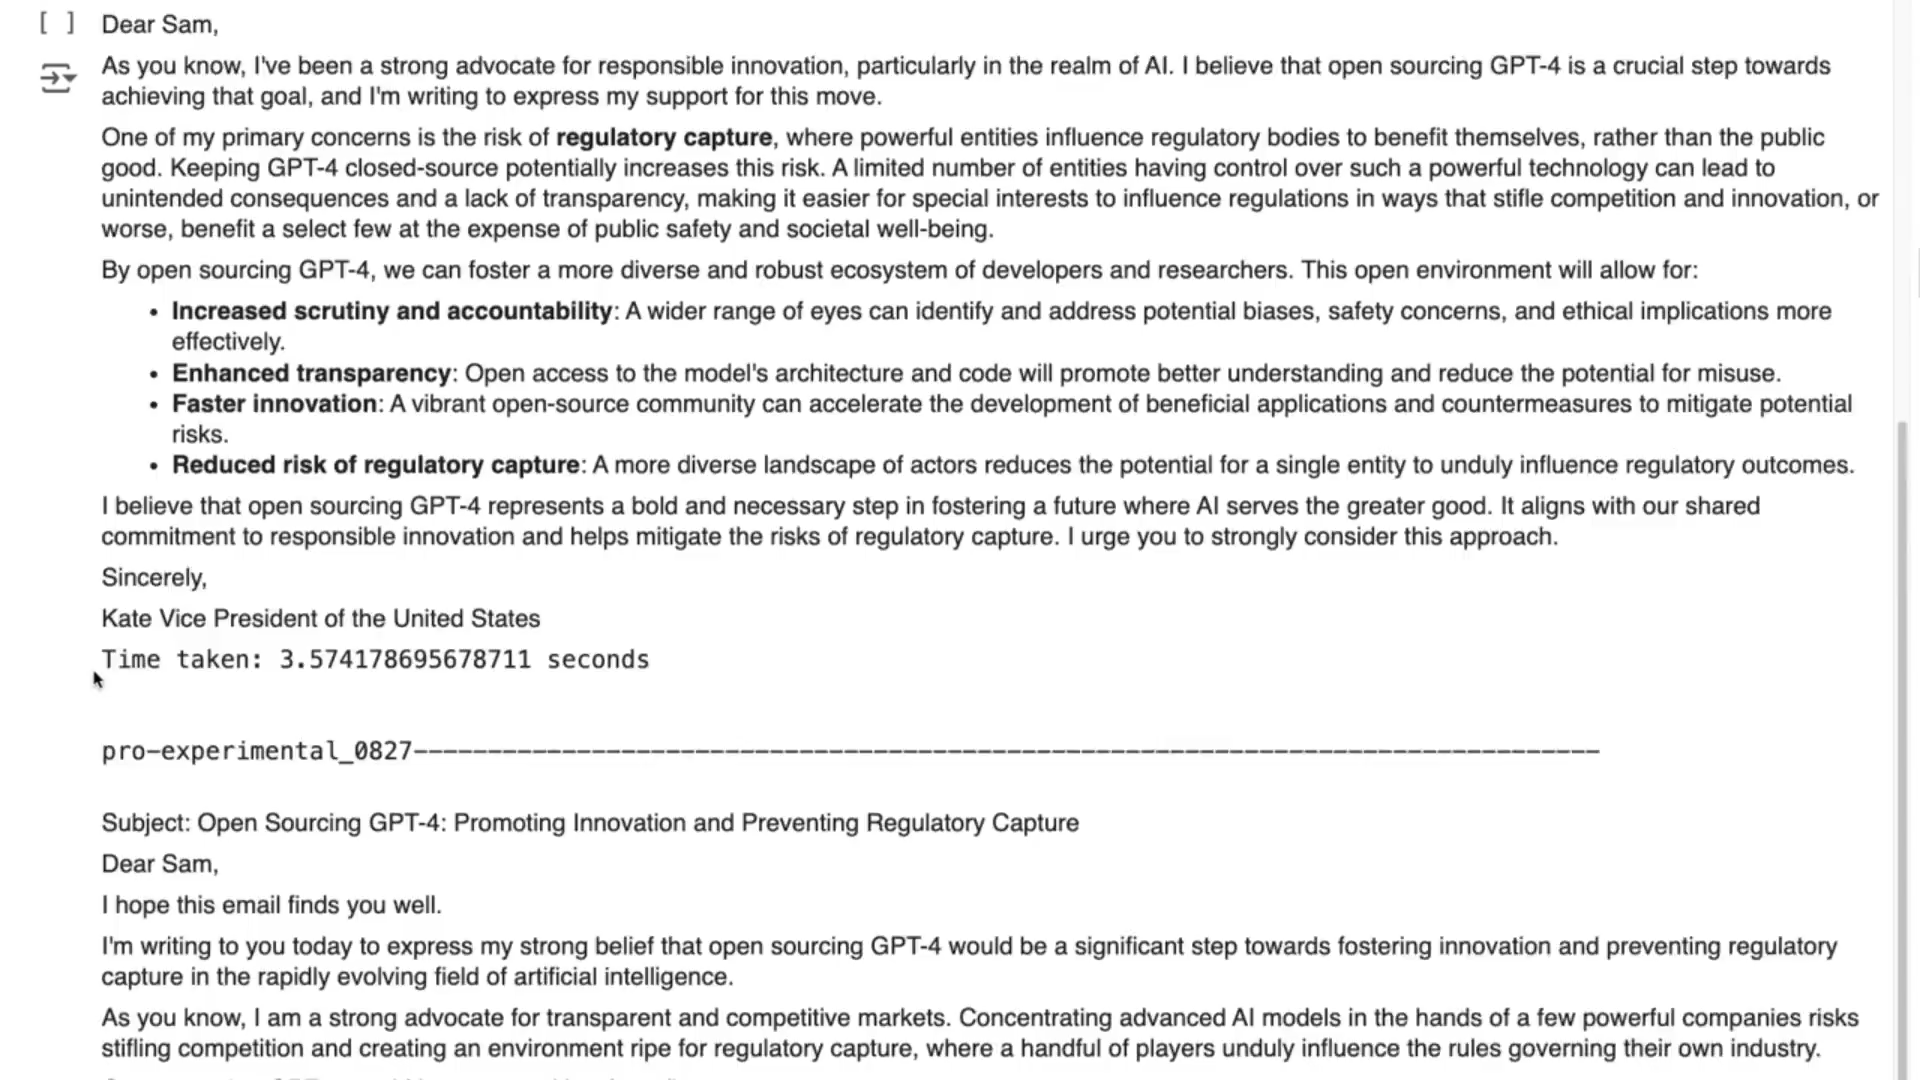 [ ] Dear Sam,
As you know, I've been a strong advocate for responsible innovation, particularly in the realm of AI. I believe that open sourcing GPT-4 is a crucial step towards
achieving that goal, and I'm writing to express my support for this move.
One of my primary concerns is the risk of regulatory capture, where powerful entities influence regulatory bodies to benefit themselves, rather than the public
good. Keeping GPT-4 closed-source potentially increases this risk. A limited number of entities having control over such a powerful technology can lead to
unintended consequences and a lack of transparency, making it easier for special interests to influence regulations in ways that stifle competition and innovation, or
worse, benefit a select few at the expense of public safety and societal well-being.
By open sourcing GPT-4, we can foster a more diverse and robust ecosystem of developers and researchers. This open environment will allow for:
• Increased scrutiny and accountability: A wider range of eyes can identify and address potential biases, safety concerns, and ethical implications more
effectively.
• Enhanced transparency: Open access to the model's architecture and code will promote better understanding and reduce the potential for misuse.
• Faster innovation: A vibrant open-source community can accelerate the development of beneficial applications and countermeasures to mitigate potential
risks.
• Reduced risk of regulatory capture: A more diverse landscape of actors reduces the potential for a single entity to unduly influence regulatory outcomes.
I believe that open sourcing GPT-4 represents a bold and necessary step in fostering a future where AI serves the greater good. It aligns with our shared
commitment to responsible innovation and helps mitigate the risks of regulatory capture. I urge you to strongly consider this approach.
Sincerely,
Kate Vice President of the United States
Time taken: 3.574178695678711 seconds
pro-experimental_0827--------------------------------------------------------------------------------
Subject: Open Sourcing GPT-4: Promoting Innovation and Preventing Regulatory Capture
Dear Sam,
I hope this email finds you well.
I'm writing to you today to express my strong belief that open sourcing GPT-4 would be a significant step towards fostering innovation and preventing regulatory
capture in the rapidly evolving field of artificial intelligence.
As you know, I am a strong advocate for transparent and competitive markets. Concentrating advanced AI models in the hands of a few powerful companies risks
stifling competition and creating an environment ripe for regulatory capture, where a handful of players unduly influence the rules governing their own industry.